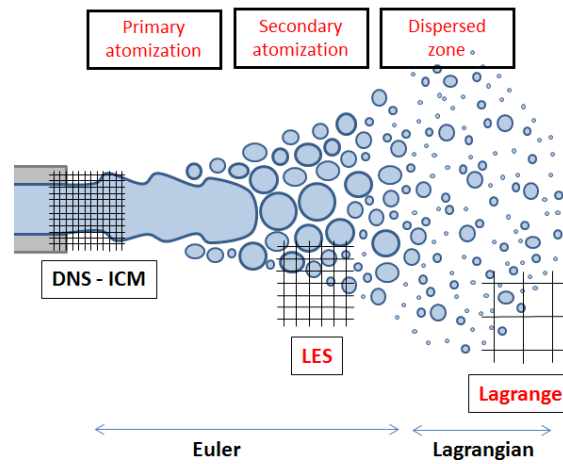 Primary
atomization
Secondary
atomization
Dispersed
zone
DNS - ICM
LES
Lagrange
Euler
Lagrangian